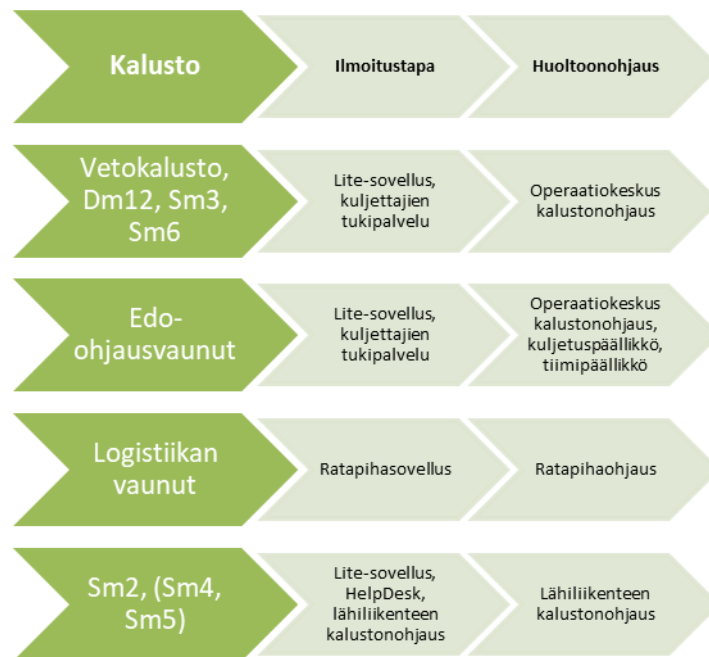 Kalusto
Ilmoitustapa
Huoltoonohjaus
Vetokalusto,
Dm12, Sm3,
Sm6
Lite-sovellus,
kuljettajien
tukipalvelu
Operaatiokeskus
kalustonohjaus
Edo-
ohjausvaunut
Lite-sovellus,
kuljettajien
tukipalvelu
Operaatiokeskus
kalustonohjaus,
kuljetuspäällikkö,
tiimipäällikkö
Logistiikan
vaunut
Ratapihasovellus
Ratapihaohjaus
Sm2, (Sm4,
Sm5)
Lite-sovellus,
HelpDesk,
lähiliikenteen
kalustonohjaus
Lähiliikenteen
kalustonohjaus